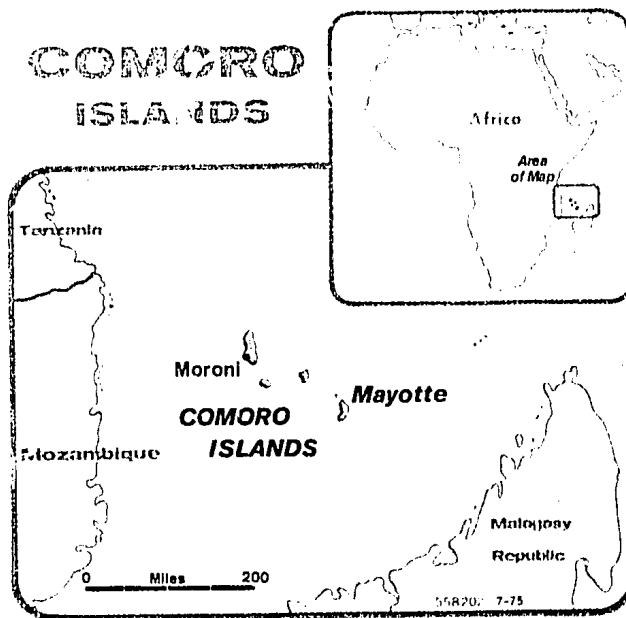 COMORO
ISLANDS
Africa
Area
of Map
Tanzania
Moroni
Mayotte
COMORO
ISLANDS
Mozambique
Malagasy
Republic
0 Miles 200
7-75